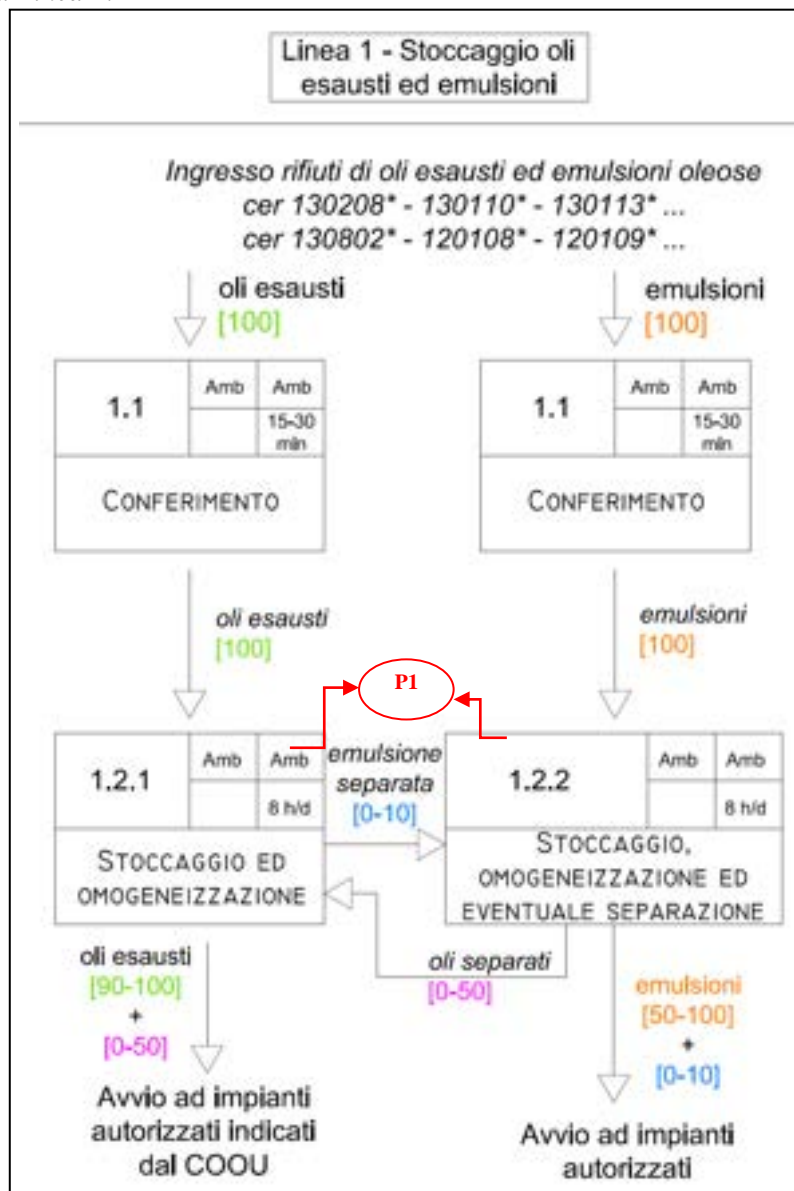 Linea 1 - Stoccaggio oli
esausti ed emulsioni
Ingresso rifiuti di oli esausti ed emulsioni oleose
cer 130208* - 130110* - 130113* ...
cer 130802* - 120108* - 120109* ...
oli esausti
[100]
emulsioni
[100]
1.1
Amb
Amb
15-30
min
CONFERIMENTO
1.1
Amb
Amb
15-30
min
CONFERIMENTO
oli esausti
[100]
emulsioni
[100]
P1
1.2.1
Amb
Amb
8 h/d
STOCCAGGIO ED
OMOGENEIZZAZIONE
emulsione
separata
[0-10]
1.2.2
Amb
Amb
8 h/d
STOCCAGGIO,
OMOGENEIZZAZIONE ED
EVENTUALE SEPARAZIONE
oli separati
[0-50]
oli esausti
[90-100]
+
[0-50]
emulsioni
[50-100]
+
[0-10]
Avvio ad impianti
autorizzati indicati
dal COOU
Avvio ad impianti
autorizzati